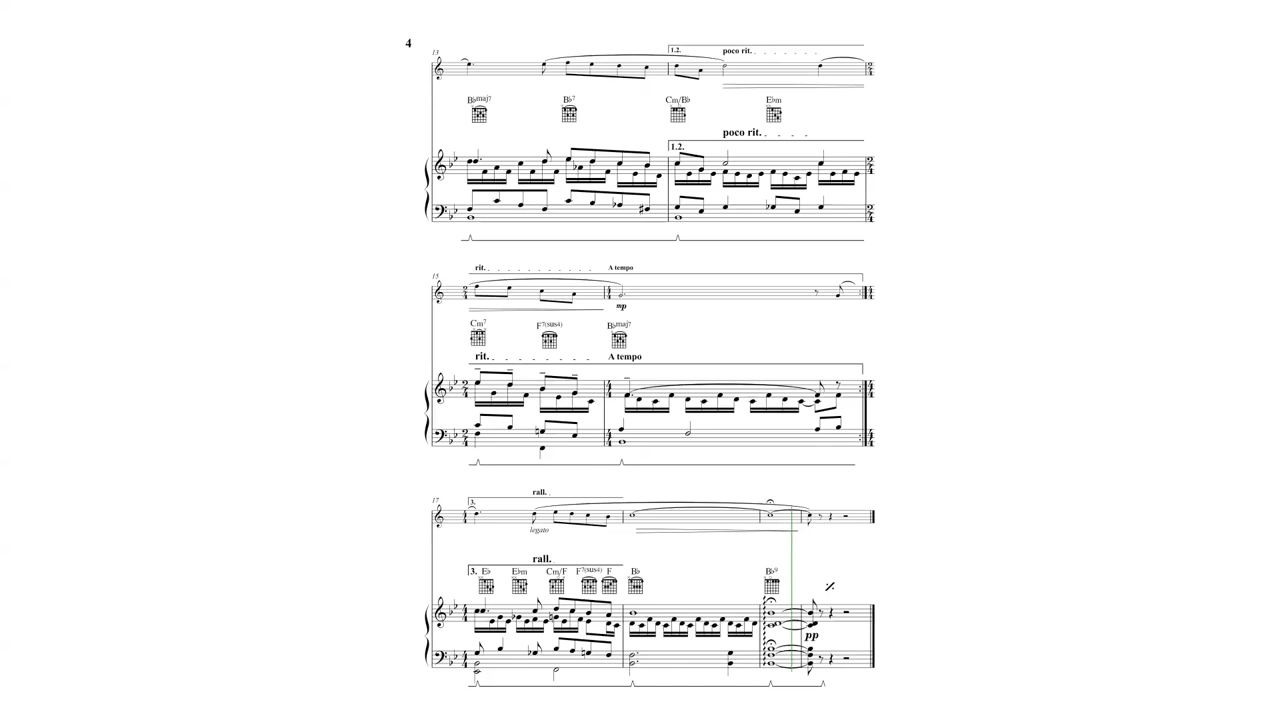 4
13
1.2.
poco rit.
B♭maj7 B♭7 Cm/B♭ E♭m
poco rit.
1.2.
15
rit.
A tempo
mp
Cm7 F7(sus4) B♭maj7
rit.
A tempo
17
3.
rall.
legato
rall.
3. E♭ E♭m Cm/F F7(sus4) F B♭ B♭9
pp